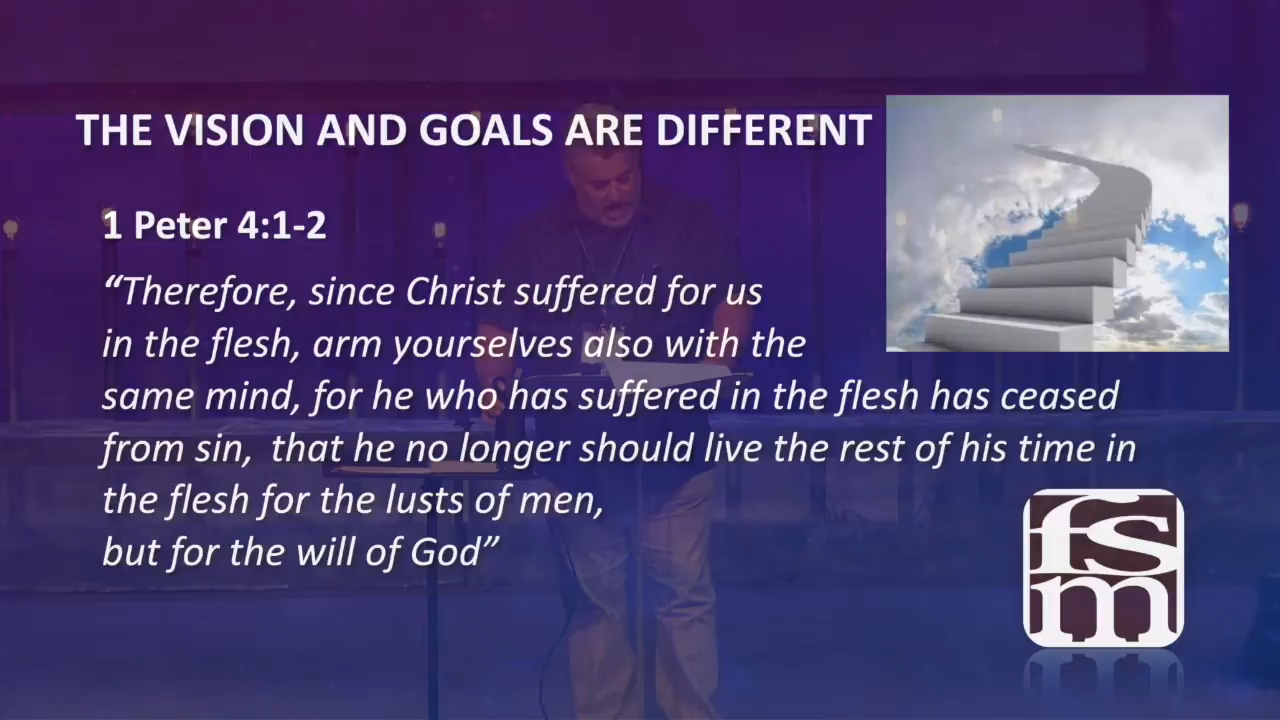 THE VISION AND GOALS ARE DIFFERENT
1 Peter 4:1-2
“Therefore, since Christ suffered for us
in the flesh, arm yourselves also with the
same mind, for he who has suffered in the flesh has ceased
from sin, that he no longer should live the rest of his time in
the flesh for the lusts of men,
but for the will of God”
fs
m